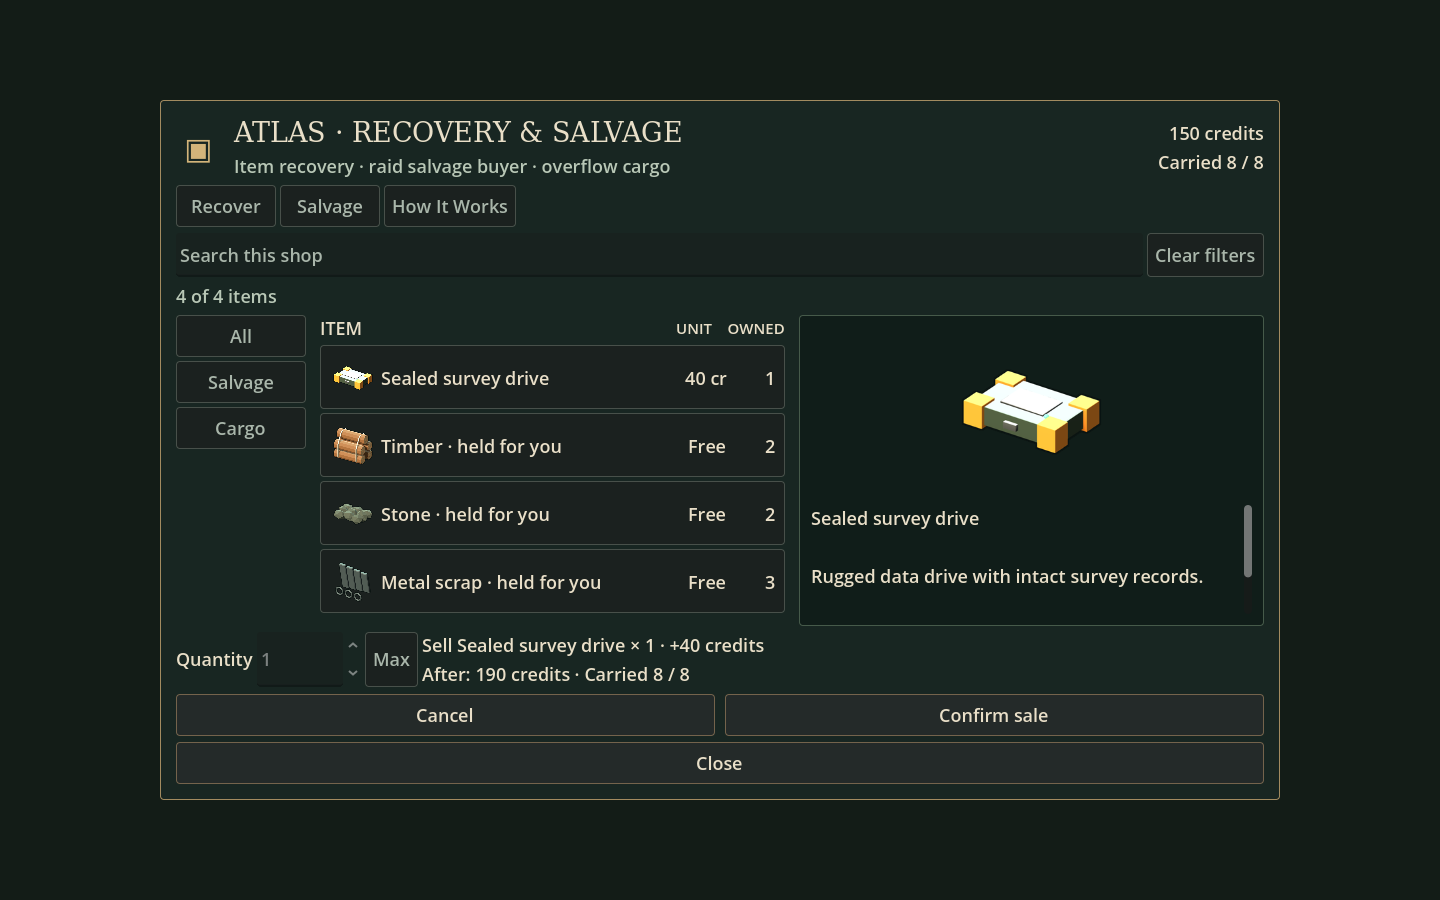 ATLAS · RECOVERY & SALVAGE
Item recovery · raid salvage buyer · overflow cargo
150 credits
Carried 8 / 8
Recover
Salvage
How It Works
Search this shop
Clear filters
4 of 4 items
All
Salvage
Cargo
ITEM UNIT OWNED
Sealed survey drive 40 cr 1
Timber · held for you Free 2
Stone · held for you Free 2
Metal scrap · held for you Free 3
Sealed survey drive
Rugged data drive with intact survey records.
Quantity 1
Max
Sell Sealed survey drive × 1 · +40 credits
After: 190 credits · Carried 8 / 8
Cancel
Confirm sale
Close